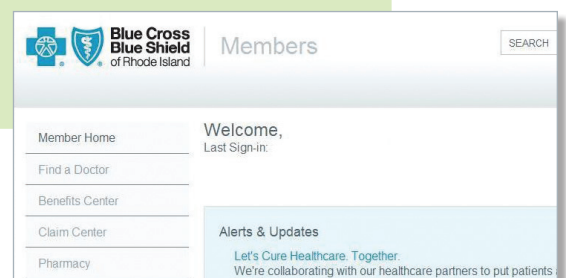 Blue Cross
Blue Shield
of Rhode Island
Members
SEARCH
Member Home
Find a Doctor
Benefits Center
Claim Center
Pharmacy
Welcome,
Last Sign-in:
Alerts & Updates
Let's Cure Healthcare. Together.
We're collaborating with our healthcare partners to put patients